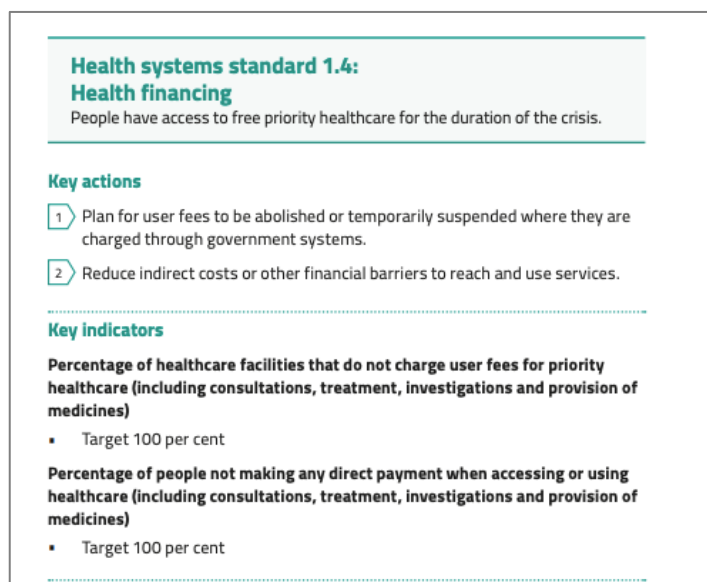 Health systems standard 1.4:
Health financing
People have access to free priority healthcare for the duration of the crisis.
Key actions
1 Plan for user fees to be abolished or temporarily suspended where they are
charged through government systems.
2 Reduce indirect costs or other financial barriers to reach and use services.
Key indicators
Percentage of healthcare facilities that do not charge user fees for priority
healthcare (including consultations, treatment, investigations and provision of
medicines)
▪ Target 100 per cent
Percentage of people not making any direct payment when accessing or using
healthcare (including consultations, treatment, investigations and provision of
medicines)
▪ Target 100 per cent